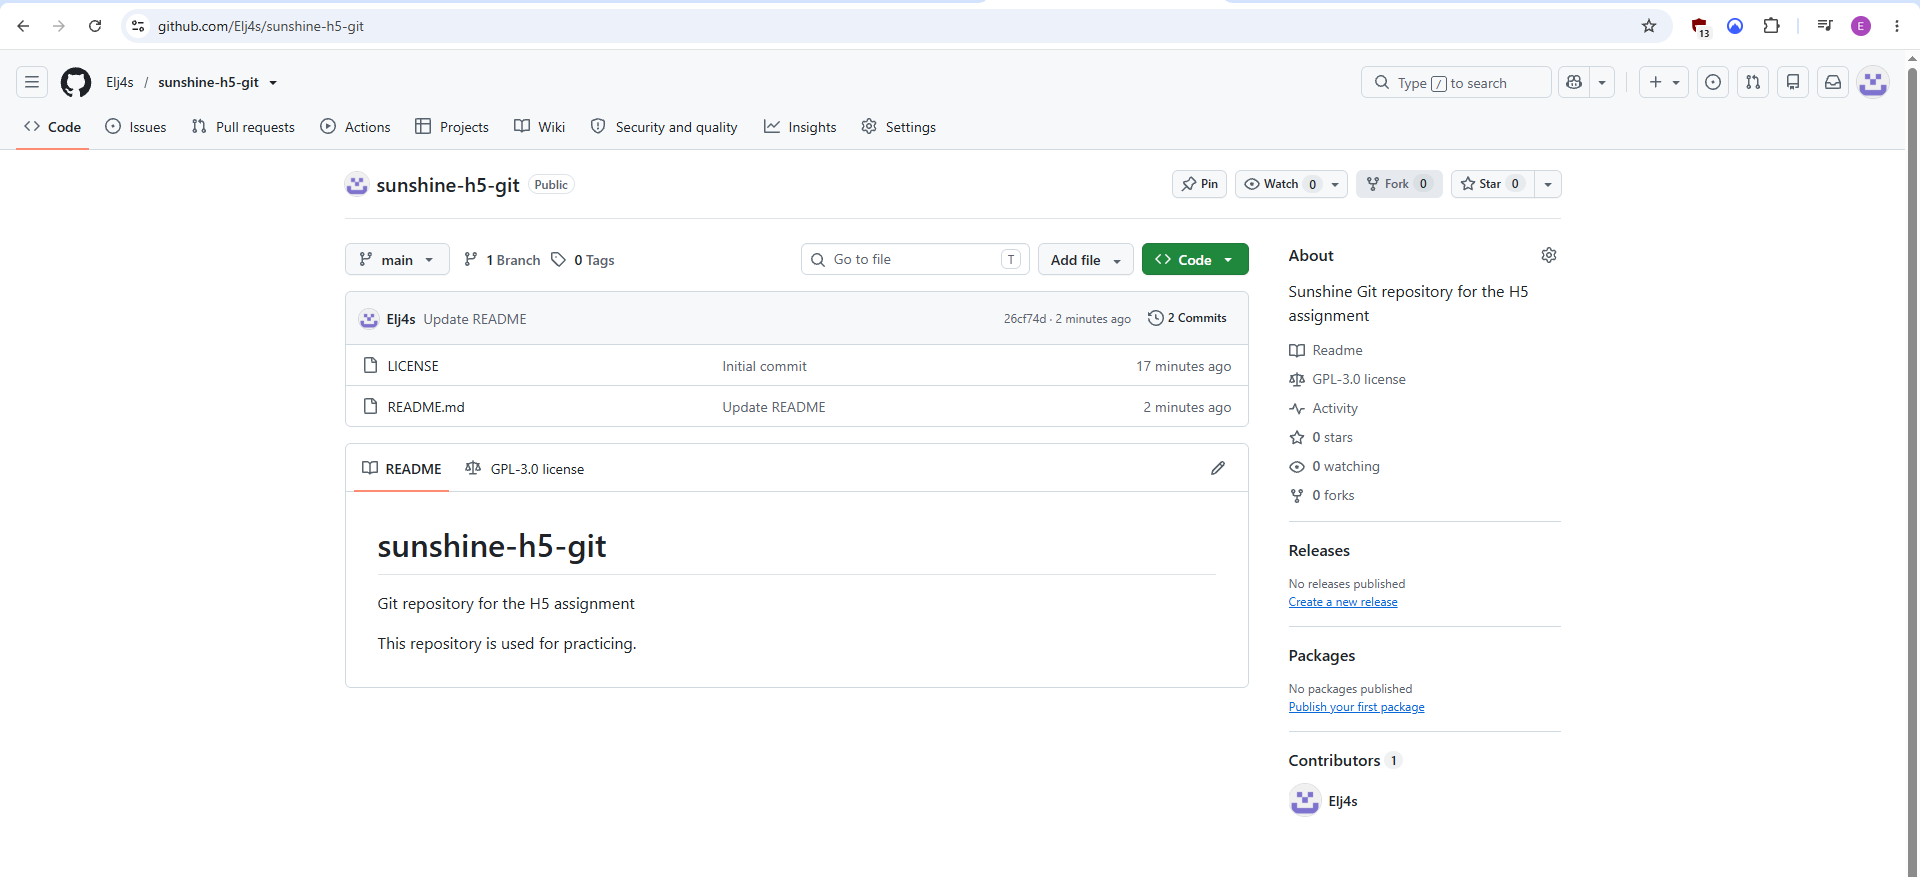 github.com/Elj4s/sunshine-h5-git
13
E
Elj4s / sunshine-h5-git
Type / to search
Code Issues Pull requests Actions Projects Wiki Security and quality Insights Settings
sunshine-h5-git Public
Pin Watch 0 Fork 0 Star 0
main 1 Branch 0 Tags Go to file T Add file Code
Elj4s Update README 26cf74d · 2 minutes ago 2 Commits
LICENSE Initial commit 17 minutes ago
README.md Update README 2 minutes ago
README GPL-3.0 license
sunshine-h5-git
Git repository for the H5 assignment
This repository is used for practicing.
About
Sunshine Git repository for the H5
assignment
Readme
GPL-3.0 license
Activity
0 stars
0 watching
0 forks
Releases
No releases published
Create a new release
Packages
No packages published
Publish your first package
Contributors 1
Elj4s